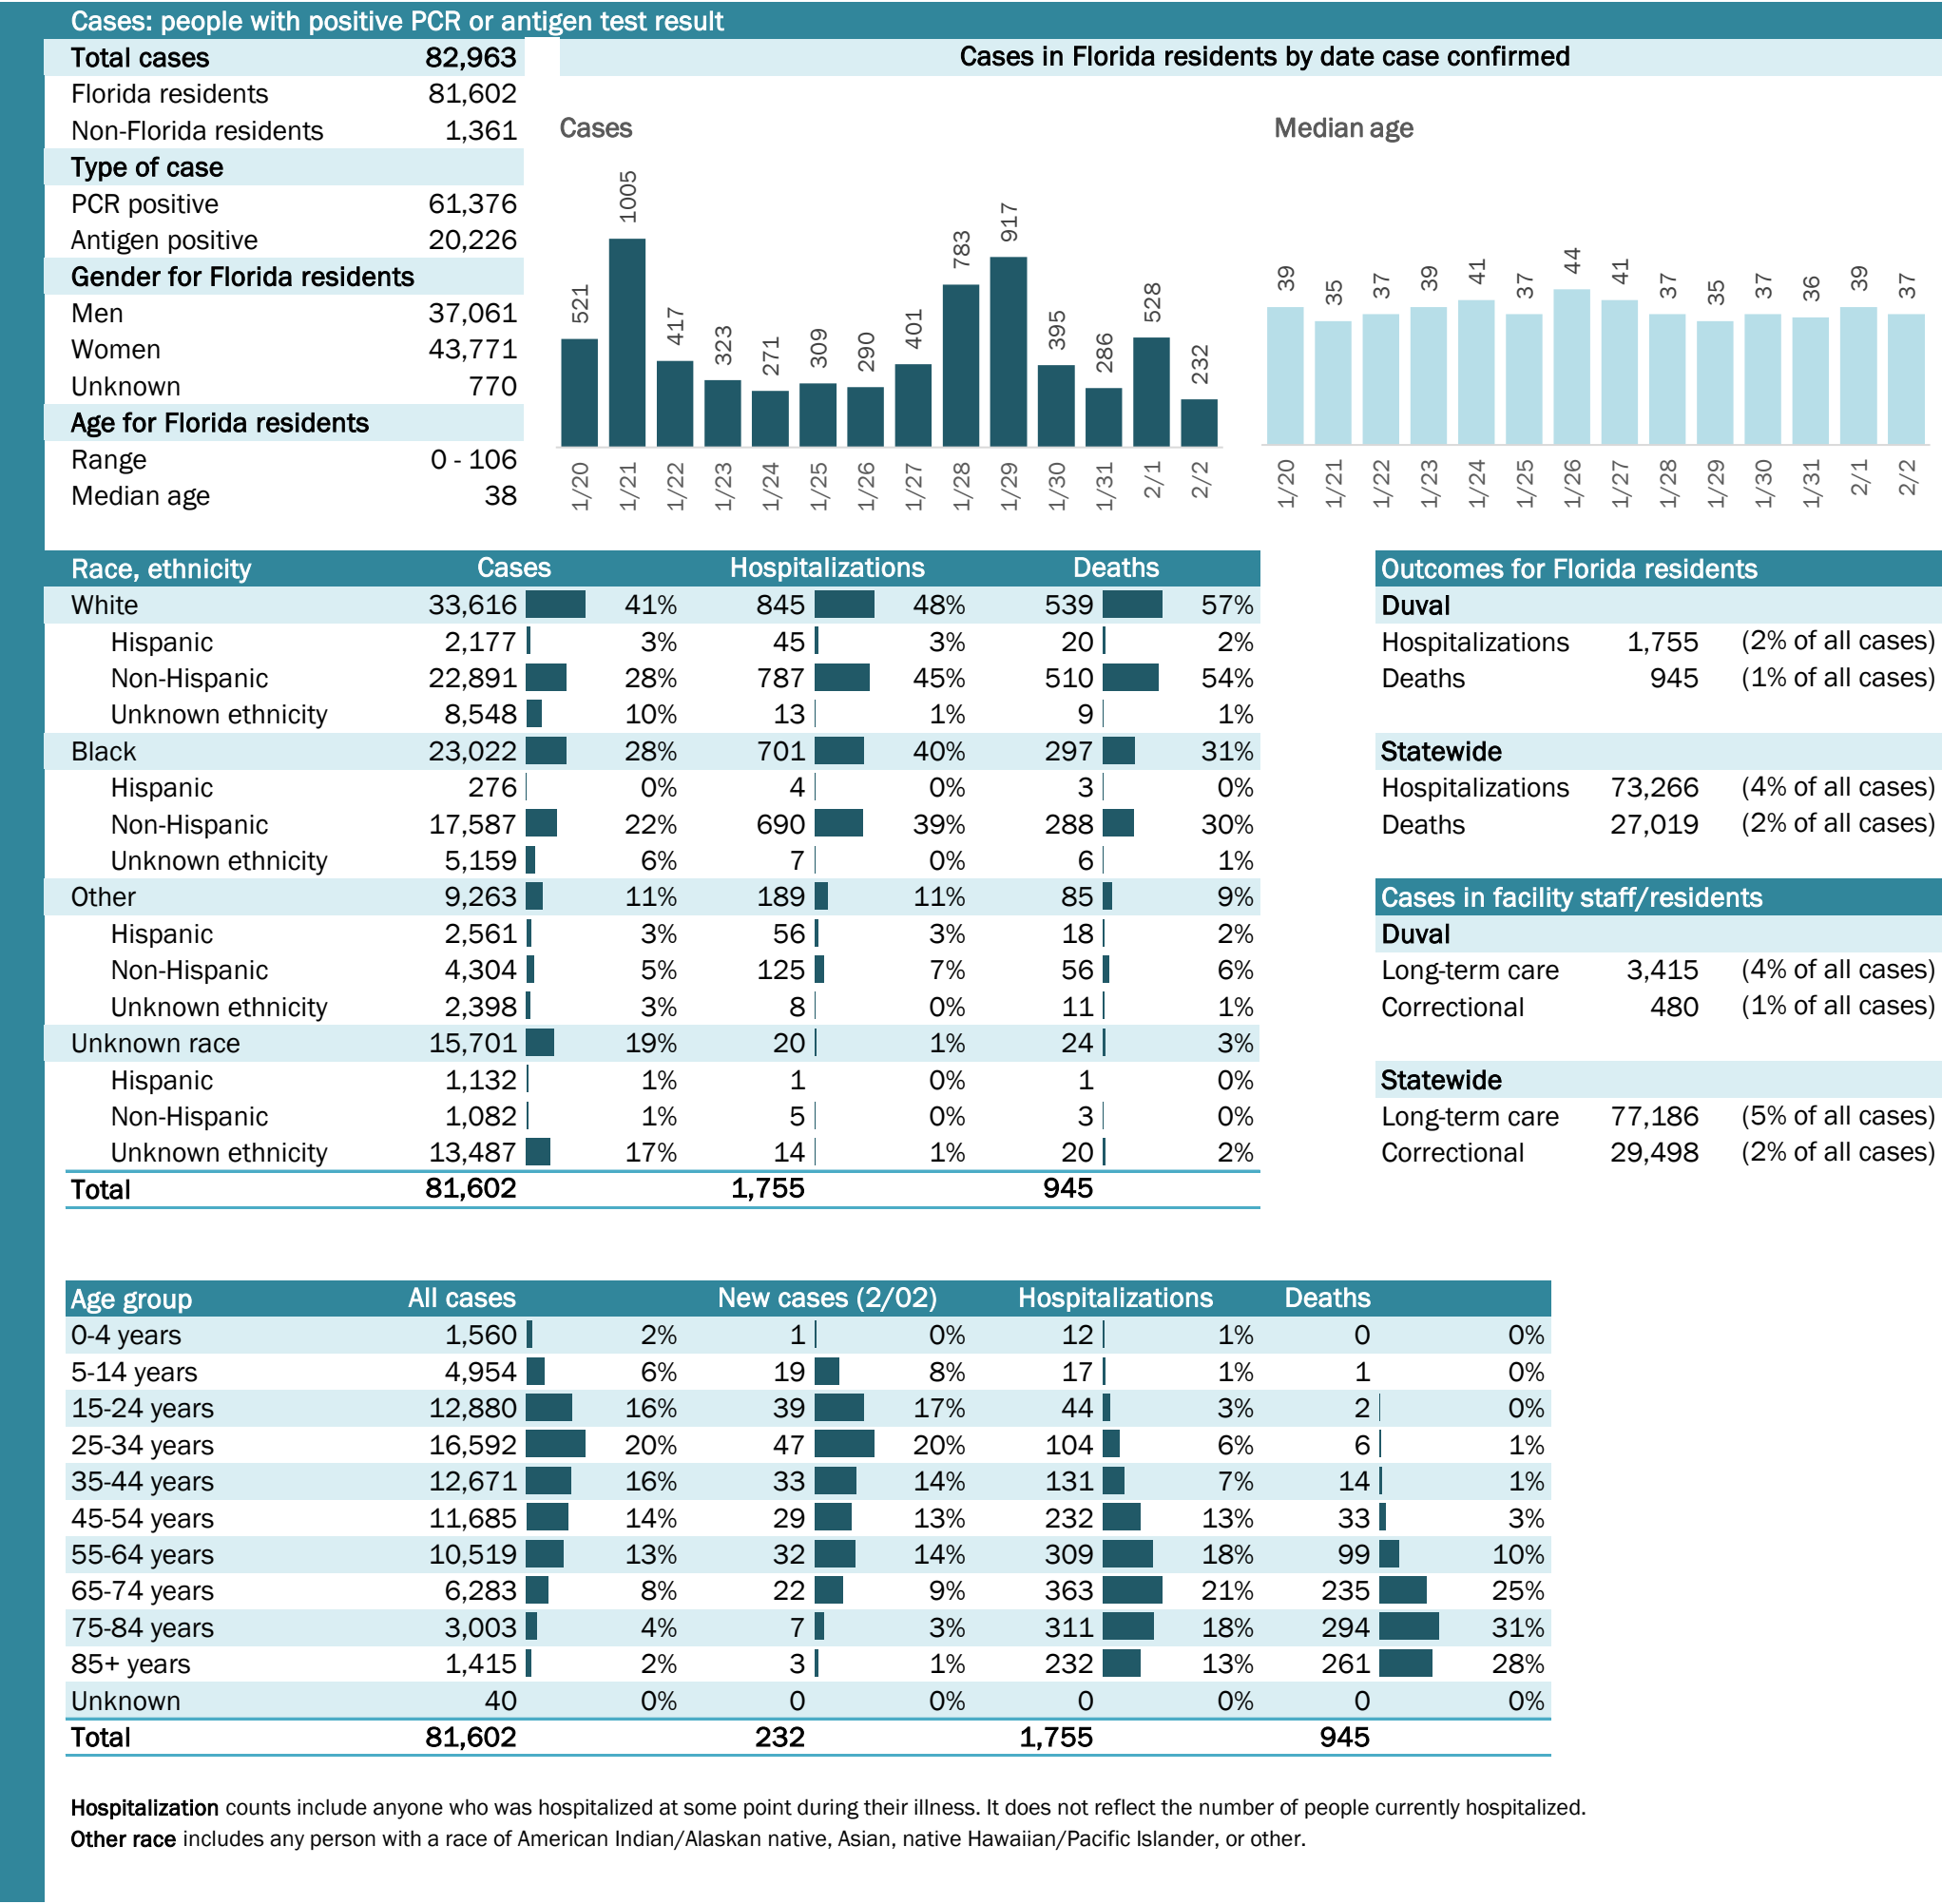 Cases: people with positive PCR or antigen test result
Total cases 82,963
Florida residents 81,602
Non-Florida residents 1,361
Type of case
PCR positive 61,376
Antigen positive 20,226
Gender for Florida residents
Men 37,061
Women 43,771
Unknown 770
Age for Florida residents
Range 0 - 106
Median age 38
Cases in Florida residents by date case confirmed
Cases
521 1005 417 323 271 309 290 401 783 917 395 286 528 232
1/20 1/21 1/22 1/23 1/24 1/25 1/26 1/27 1/28 1/29 1/30 1/31 2/1 2/2
Median age
39 35 37 39 41 37 44 41 37 35 37 36 39 37
1/20 1/21 1/22 1/23 1/24 1/25 1/26 1/27 1/28 1/29 1/30 1/31 2/1 2/2
Race, ethnicity Cases Hospitalizations Deaths
White 33,616 41% 845 48% 539 57%
Hispanic 2,177 3% 45 3% 20 2%
Non-Hispanic 22,891 28% 787 45% 510 54%
Unknown ethnicity 8,548 10% 13 1% 9 1%
Black 23,022 28% 701 40% 297 31%
Hispanic 276 0% 4 0% 3 0%
Non-Hispanic 17,587 22% 690 39% 288 30%
Unknown ethnicity 5,159 6% 7 0% 6 1%
Other 9,263 11% 189 11% 85 9%
Hispanic 2,561 3% 56 3% 18 2%
Non-Hispanic 4,304 5% 125 7% 56 6%
Unknown ethnicity 2,398 3% 8 0% 11 1%
Unknown race 15,701 19% 20 1% 24 3%
Hispanic 1,132 1% 1 0% 1 0%
Non-Hispanic 1,082 1% 5 0% 3 0%
Unknown ethnicity 13,487 17% 14 1% 20 2%
Total 81,602 1,755 945
Outcomes for Florida residents
Duval
Hospitalizations 1,755 (2% of all cases)
Deaths 945 (1% of all cases)
Statewide
Hospitalizations 73,266 (4% of all cases)
Deaths 27,019 (2% of all cases)
Cases in facility staff/residents
Duval
Long-term care 3,415 (4% of all cases)
Correctional 480 (1% of all cases)
Statewide
Long-term care 77,186 (5% of all cases)
Correctional 29,498 (2% of all cases)
Age group All cases New cases (2/02) Hospitalizations Deaths
0-4 years 1,560 2% 1 0% 12 1% 0 0%
5-14 years 4,954 6% 19 8% 17 1% 1 0%
15-24 years 12,880 16% 39 17% 44 3% 2 0%
25-34 years 16,592 20% 47 20% 104 6% 6 1%
35-44 years 12,671 16% 33 14% 131 7% 14 1%
45-54 years 11,685 14% 29 13% 232 13% 33 3%
55-64 years 10,519 13% 32 14% 309 18% 99 10%
65-74 years 6,283 8% 22 9% 363 21% 235 25%
75-84 years 3,003 4% 7 3% 311 18% 294 31%
85+ years 1,415 2% 3 1% 232 13% 261 28%
Unknown 40 0% 0 0% 0 0% 0 0%
Total 81,602 232 1,755 945
Hospitalization counts include anyone who was hospitalized at some point during their illness. It does not reflect the number of people currently hospitalized.
Other race includes any person with a race of American Indian/Alaskan native, Asian, native Hawaiian/Pacific Islander, or other.